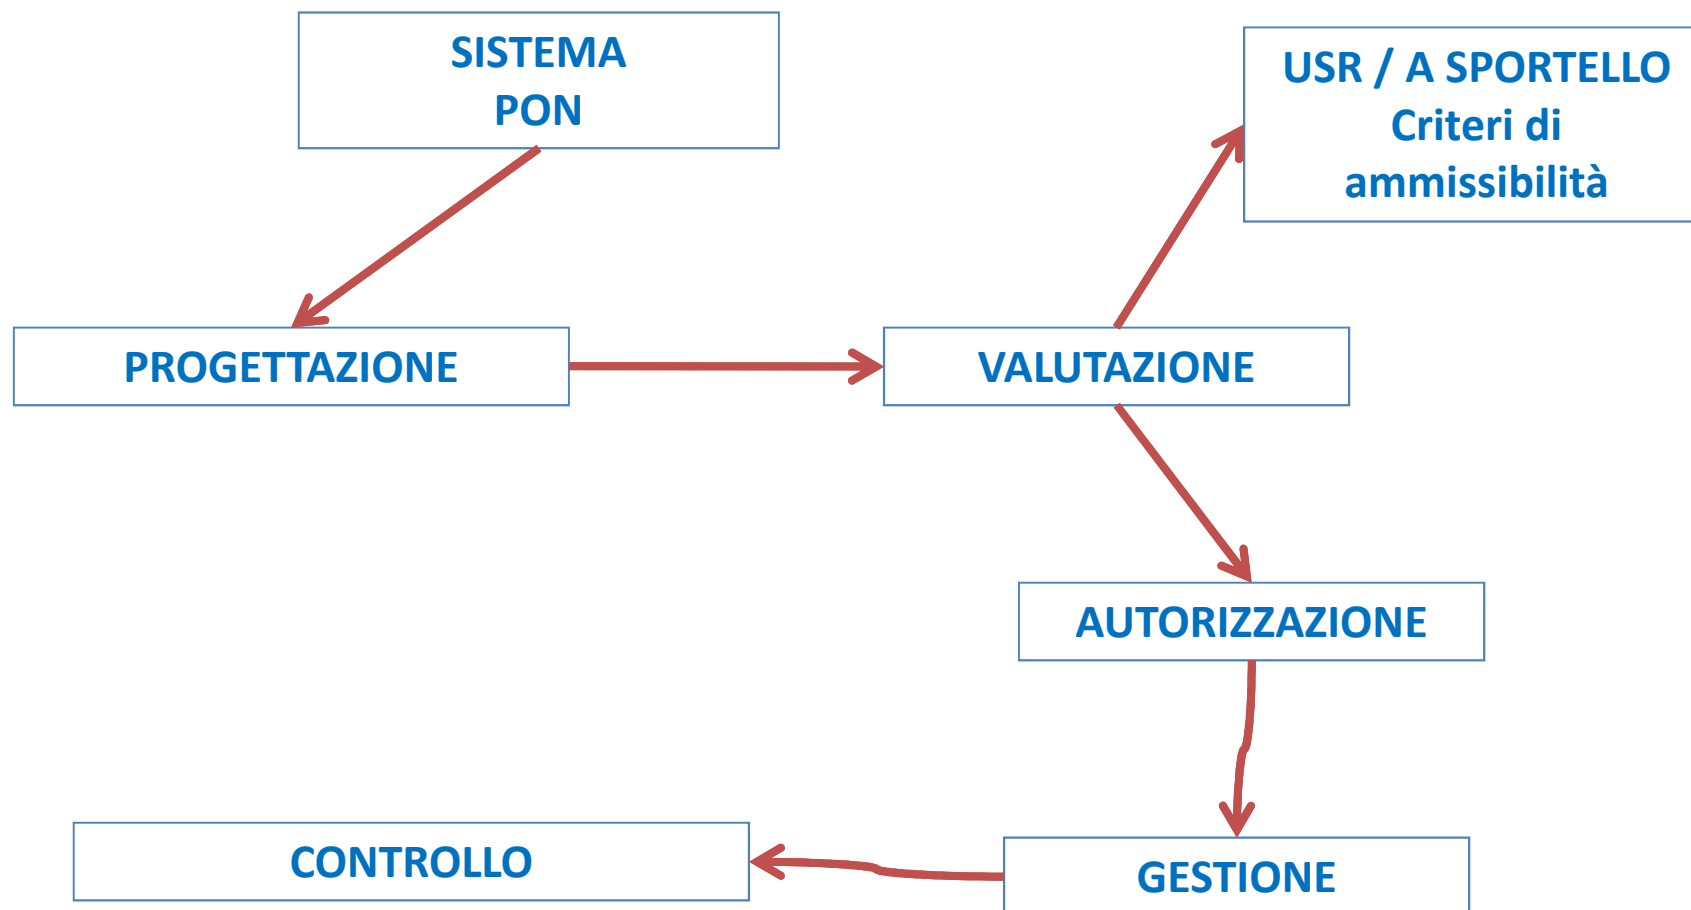 SISTEMA
PON
USR / A SPORTELLO
Criteri di
ammissibilità
PROGETTAZIONE
VALUTAZIONE
AUTORIZZAZIONE
CONTROLLO
GESTIONE